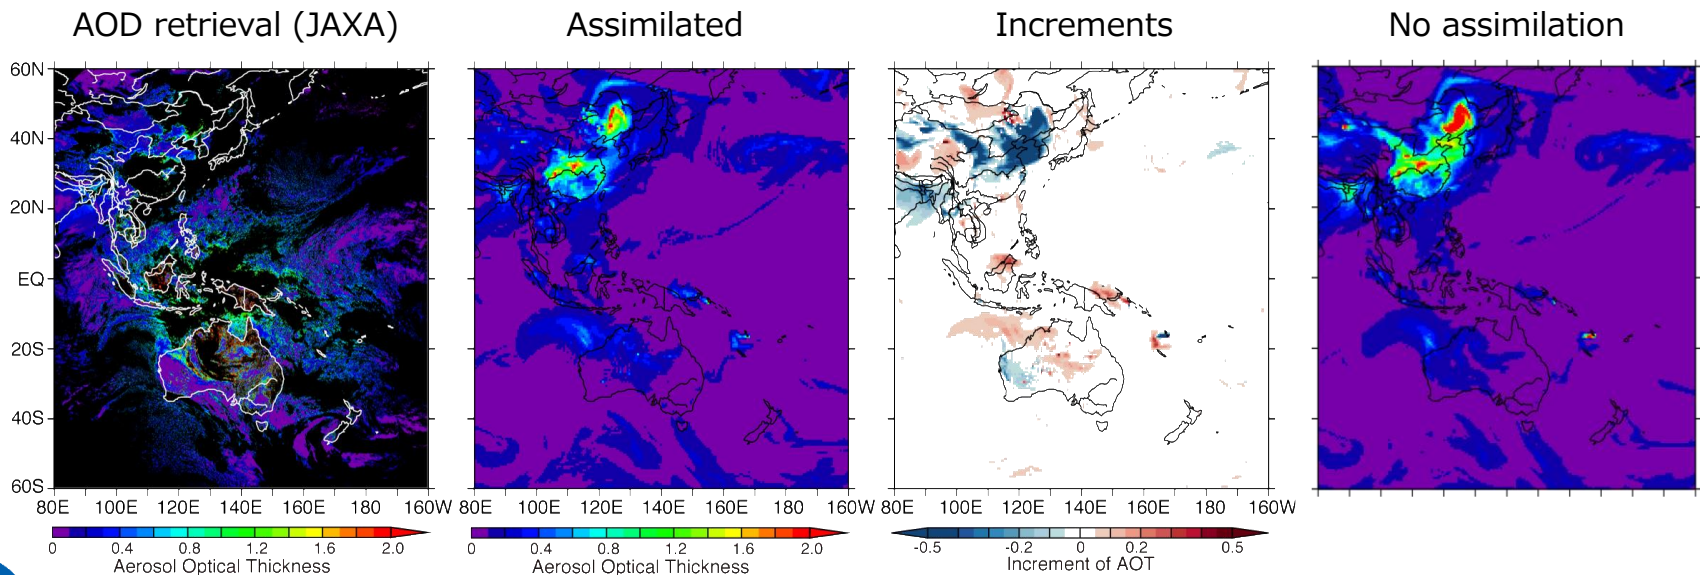 AOD retrieval (JAXA) Assimilated Increments No assimilation
60N
40N
20N
EQ
20S
40S
60S
80E 100E 120E 140E 160E 180 160W 80E 100E 120E 140E 160E 180 160W 80E 100E 120E 140E 160E 180 160W
0 0.4 0.8 1.2 1.6 2.0 0 0.4 0.8 1.2 1.6 2.0 -0.5 -0.2 0 0.2 0.5
Aerosol Optical Thickness Aerosol Optical Thickness Increment of AOT